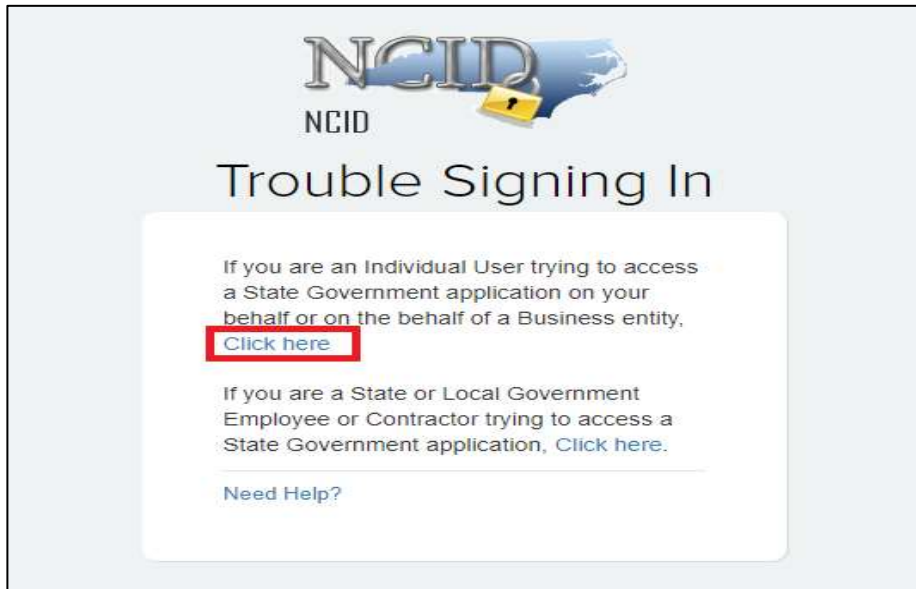 NCID
NCID
Trouble Signing In
If you are an Individual User trying to access
a State Government application on your
behalf or on the behalf of a Business entity,
Click here
If you are a State or Local Government
Employee or Contractor trying to access a
State Government application, Click here.
Need Help?